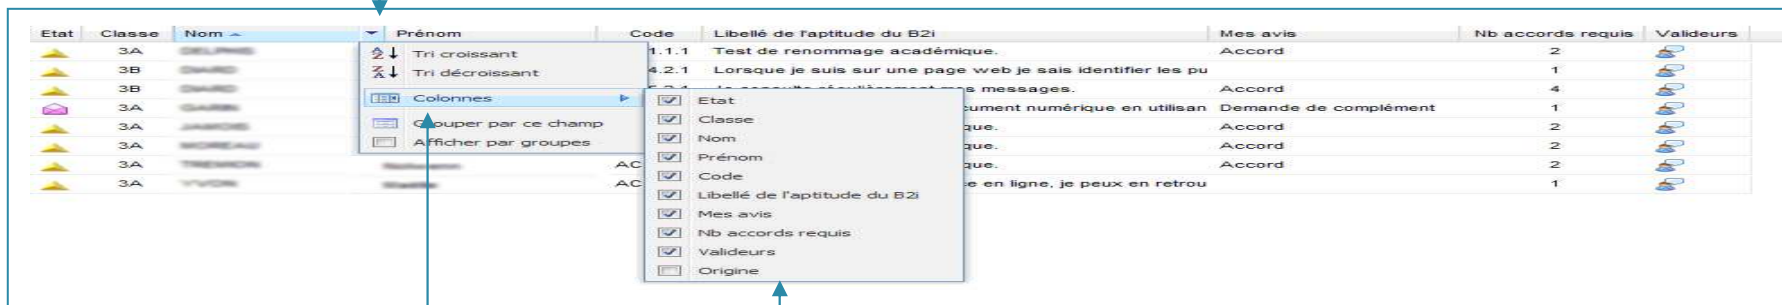 Etat Classe Nom Prénom Code Libellé de l'aptitude du B2i Mes avis Nb accords requis Valideurs
3A Tri croissant 1.1.1 Test de renommage académique. Accord 2
3B Tri décroissant 4.2.1 Lorsque je suis sur une page web je sais identifier les pu 1
3B messages. Accord 4
3A Colonnes Etat cument numérique en utilisan Demande de complément 1
3A Grouper par ce champ Classe que. Accord 2
3A Afficher par groupes Nom que. Accord 2
3A AC Prénom que. Accord 2
3A AC Code e en ligne, je peux en retrou 1
Libellé de l'aptitude du B2i
Mes avis
Nb accords requis
Valideurs
Origine